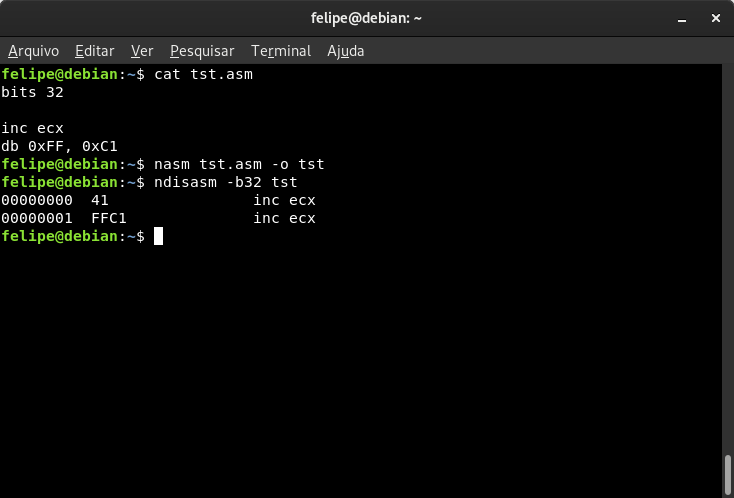 felipe@debian: ~
Arquivo Editar Ver Pesquisar Terminal Ajuda
felipe@debian:~$ cat tst.asm
bits 32
inc ecx
db 0xFF, 0xC1
felipe@debian:~$ nasm tst.asm -o tst
felipe@debian:~$ ndisasm -b32 tst
00000000  41                inc ecx
00000001  FFC1              inc ecx
felipe@debian:~$